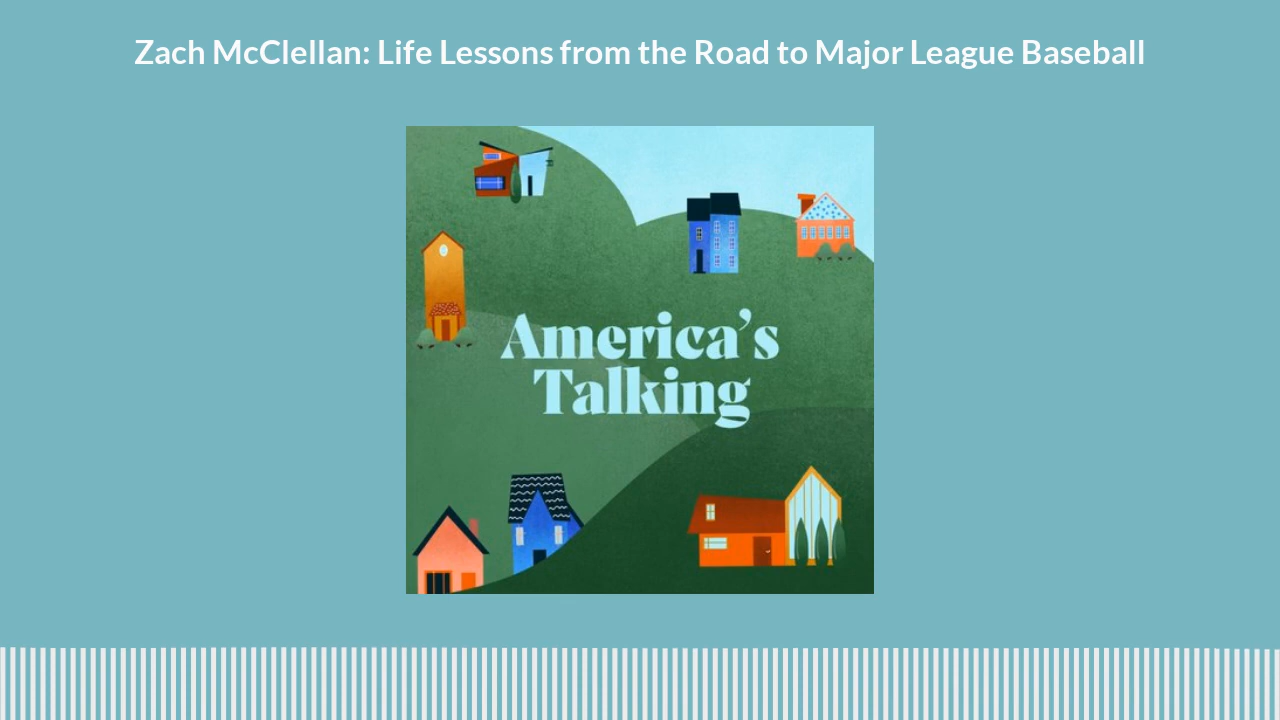 Zach McClellan: Life Lessons from the Road to Major League Baseball
America's
Talking